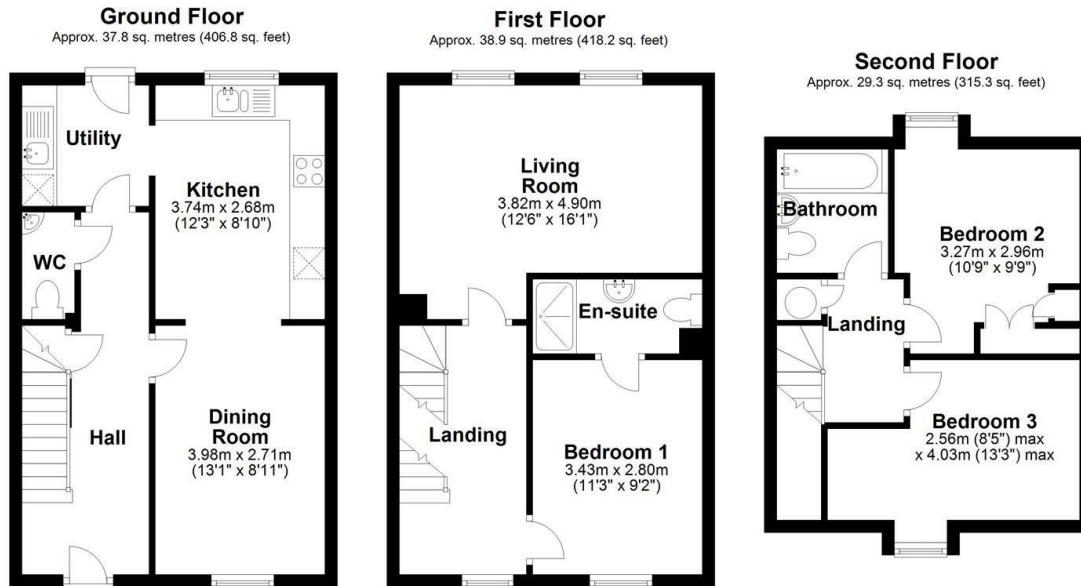 Ground Floor
Approx. 37.8 sq. metres (406.8 sq. feet)
Utility
Kitchen
3.74m x 2.68m
(12'3" x 8'10")
WC
Hall
Dining
Room
3.98m x 2.71m
(13'1" x 8'11")
First Floor
Approx. 38.9 sq. metres (418.2 sq. feet)
Living
Room
3.82m x 4.90m
(12'6" x 16'1")
En-suite
Landing
Bedroom 1
3.43m x 2.80m
(11'3" x 9'2")
Second Floor
Approx. 29.3 sq. metres (315.3 sq. feet)
Bathroom
Bedroom 2
3.27m x 2.96m
(10'9" x 9'9")
Landing
Bedroom 3
2.56m (8'5") max
x 4.03m (13'3") max